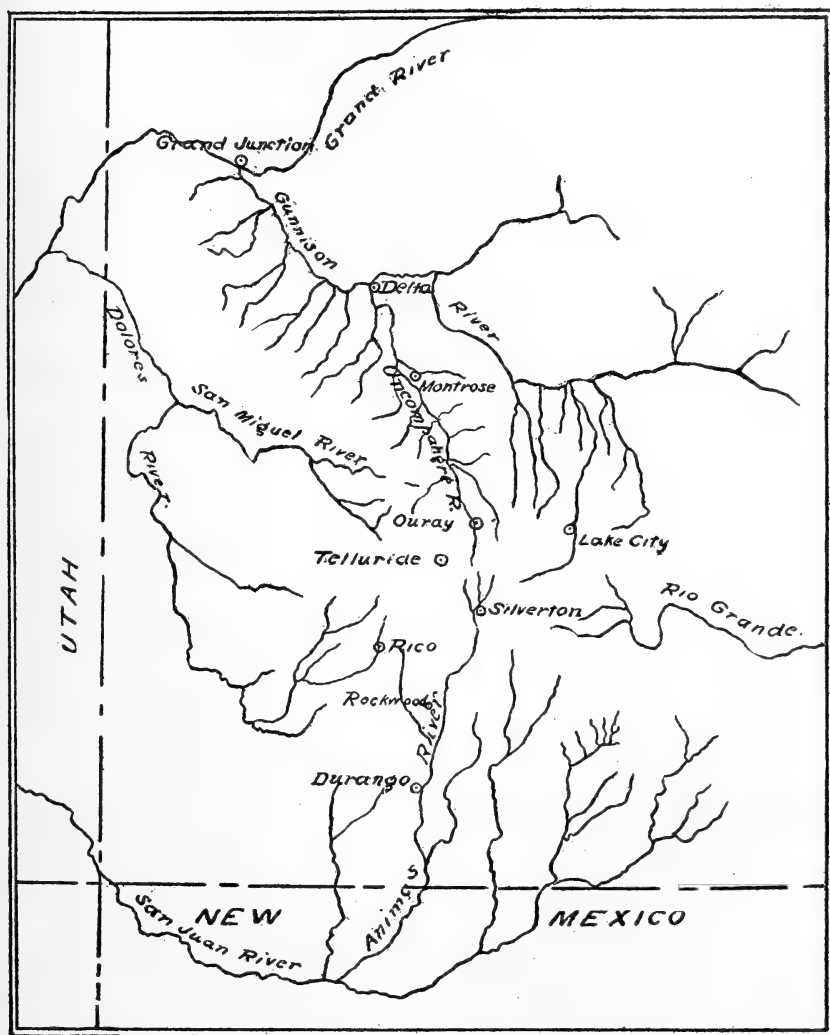 Grand River
Grand Junction
Gunnison
River
Delta
Dolores
River.
Montrose
Uncompahgre R.
San Miguel River
Ouray
Lake City
Telluride
UTAH
Silverton
Rio Grande.
Rico
Rockwood
Animas River
Durango
NEW MEXICO
San Juan River